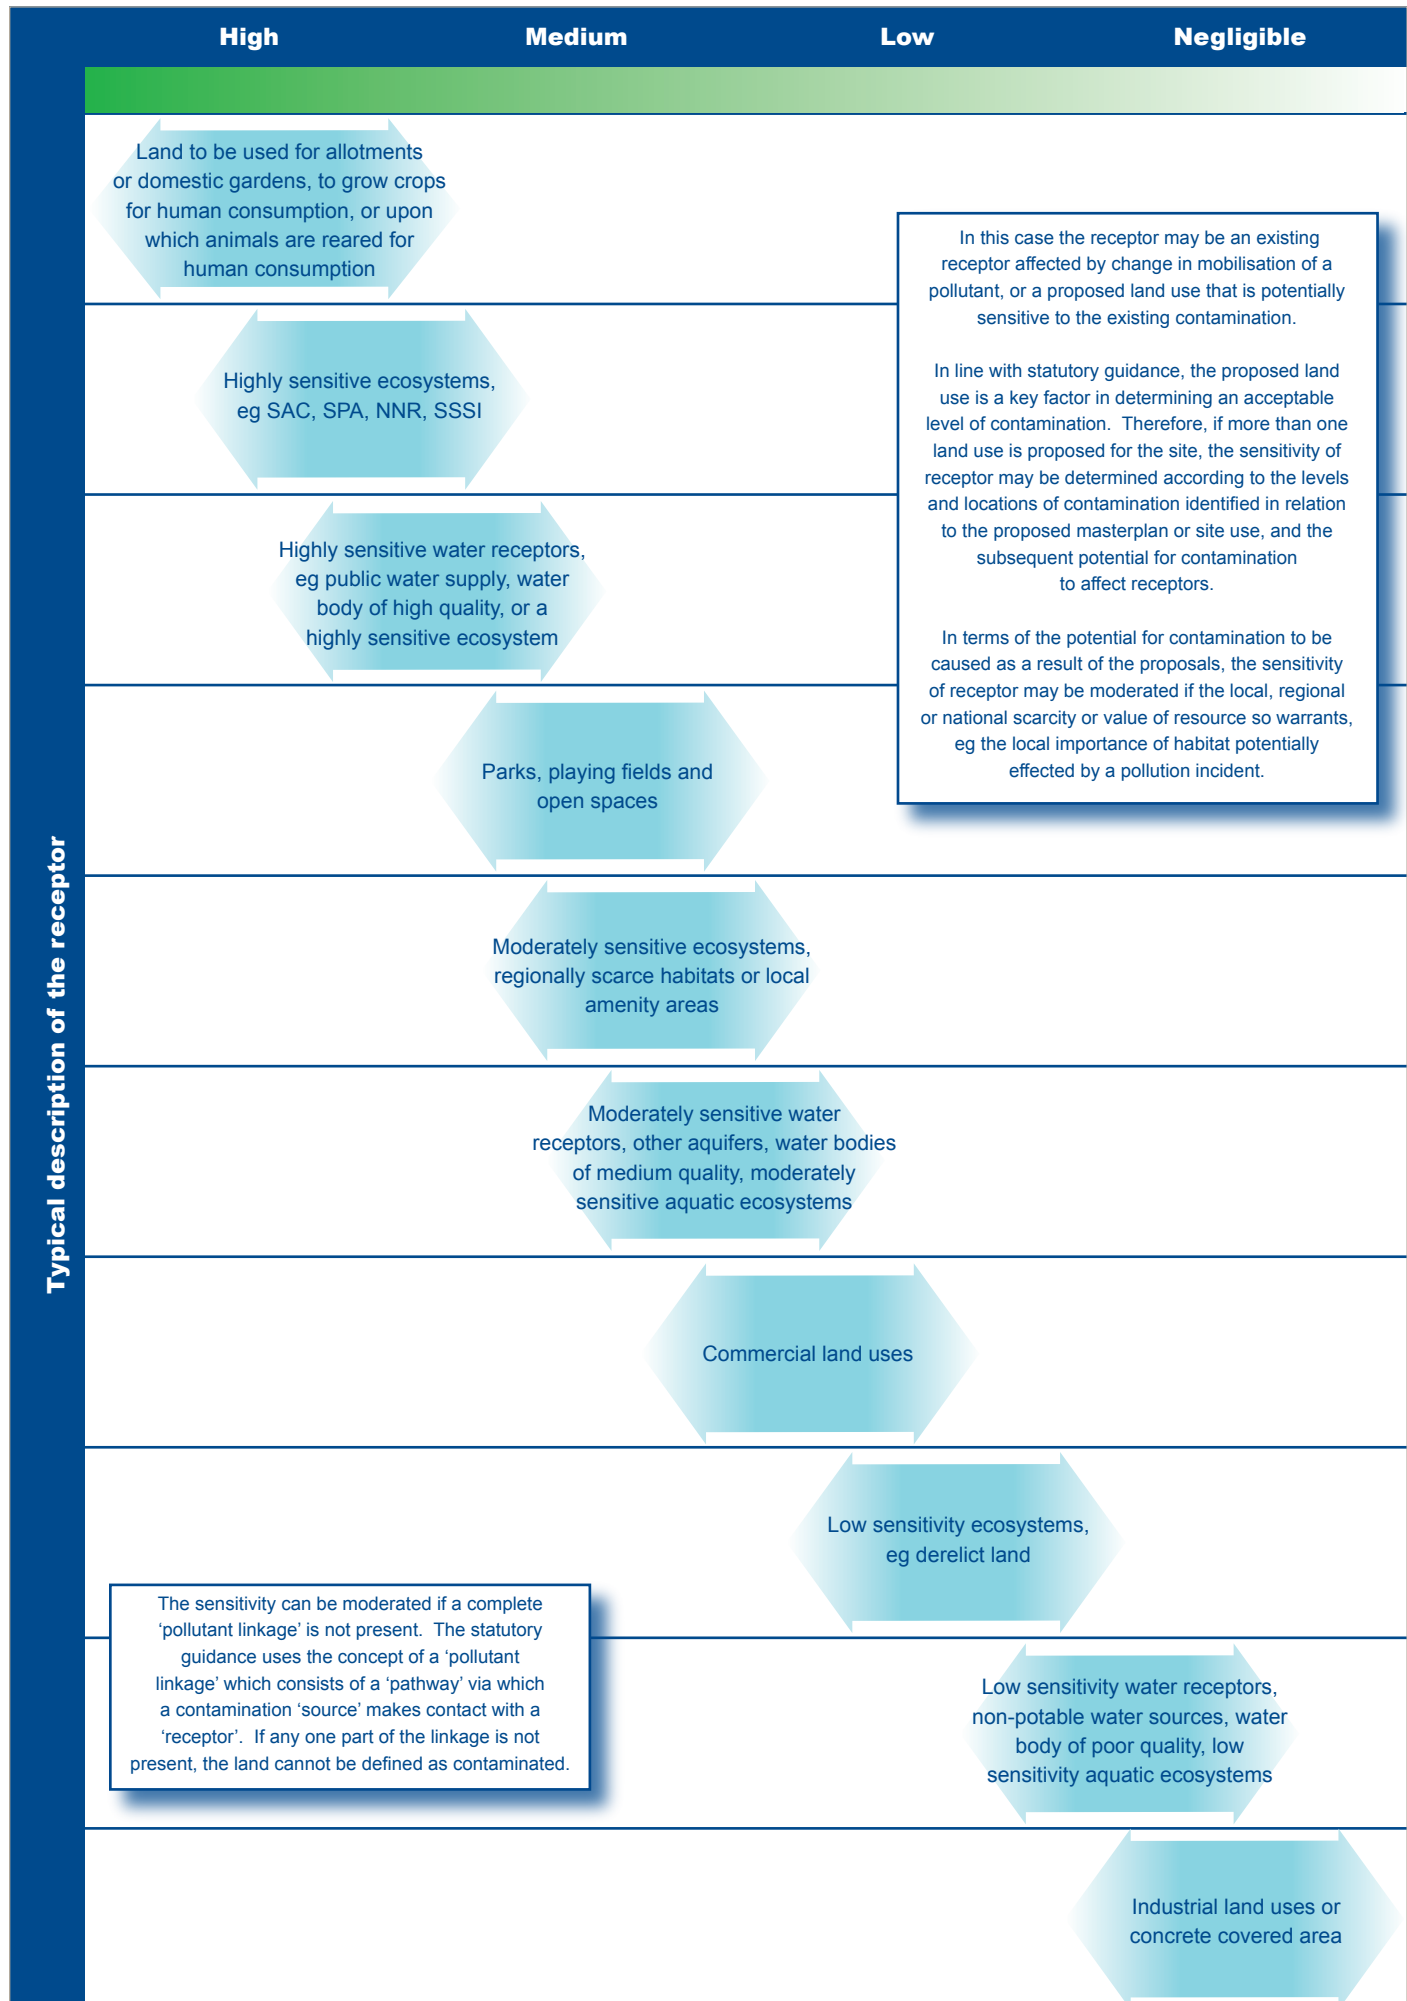 High Medium Low Negligible
Typical description of the receptor
Land to be used for allotments
or domestic gardens, to grow crops
for human consumption, or upon
which animals are reared for
human consumption
In this case the receptor may be an existing
receptor affected by change in mobilisation of a
pollutant, or a proposed land use that is potentially
sensitive to the existing contamination.
In line with statutory guidance, the proposed land
use is a key factor in determining an acceptable
level of contamination.  Therefore, if more than one
land use is proposed for the site, the sensitivity of
receptor may be determined according to the levels
and locations of contamination identified in relation
to the proposed masterplan or site use, and the
subsequent potential for contamination
to affect receptors.
In terms of the potential for contamination to be
caused as a result of the proposals, the sensitivity
of receptor may be moderated if the local, regional
or national scarcity or value of resource so warrants,
eg the local importance of habitat potentially
effected by a pollution incident.
Highly sensitive ecosystems,
eg SAC, SPA, NNR, SSSI
Highly sensitive water receptors,
eg public water supply, water
body of high quality, or a
highly sensitive ecosystem
Parks, playing fields and
open spaces
Moderately sensitive ecosystems,
regionally scarce habitats or local
amenity areas
Moderately sensitive water
receptors, other aquifers, water bodies
of medium quality, moderately
sensitive aquatic ecosystems
Commercial land uses
Low sensitivity ecosystems,
eg derelict land
The sensitivity can be moderated if a complete
‘pollutant linkage’ is not present.  The statutory
guidance uses the concept of a ‘pollutant
linkage’ which consists of a ‘pathway’ via which
a contamination ‘source’ makes contact with a
‘receptor’.  If any one part of the linkage is not
present, the land cannot be defined as contaminated.
Low sensitivity water receptors,
non-potable water sources, water
body of poor quality, low
sensitivity aquatic ecosystems
Industrial land uses or
concrete covered area